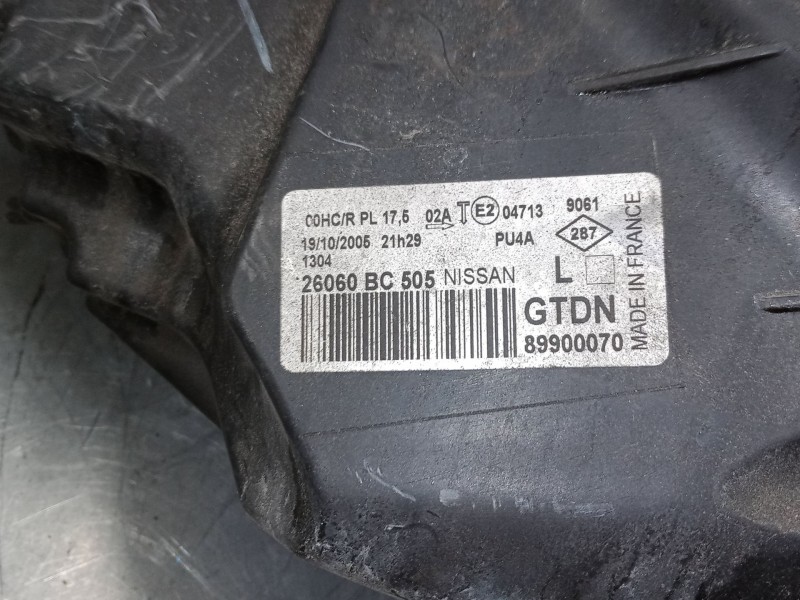 00HC/R PL 17,5 02A T E2 04713 9061
19/10/2005 21h29 PU4A 287
1304
26060 BC 505 NISSAN L
GTDN
89900070
MADE IN FRANCE